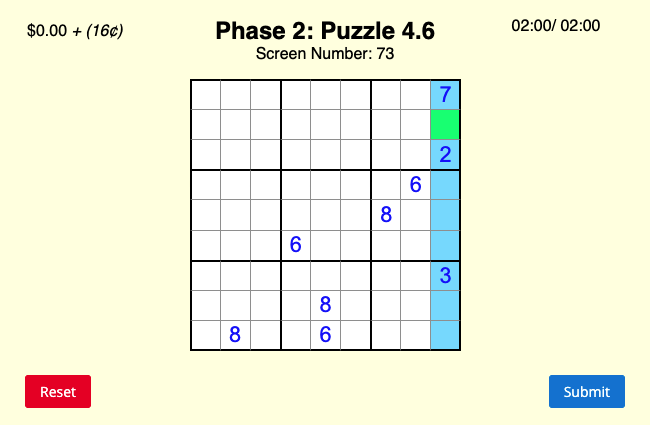 $0.00 + (16¢)
Phase 2: Puzzle 4.6
02:00/ 02:00
Screen Number: 73
7
2
6
8
6
3
8
8 6
Reset
Submit